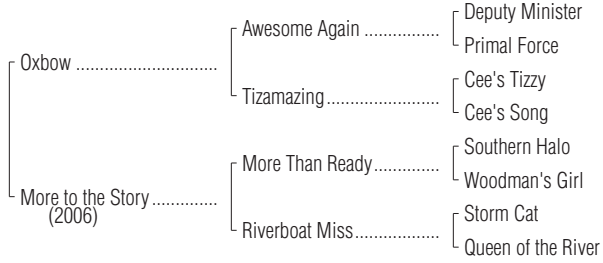 Deputy Minister
Awesome Again ................
Primal Force
Oxbow ..............................
Cee's Tizzy
Tizamazing........................
Cee's Song
Southern Halo
More Than Ready..............
Woodman's Girl
More to the Story..............
(2006)
Storm Cat
Riverboat Miss..................
Queen of the River